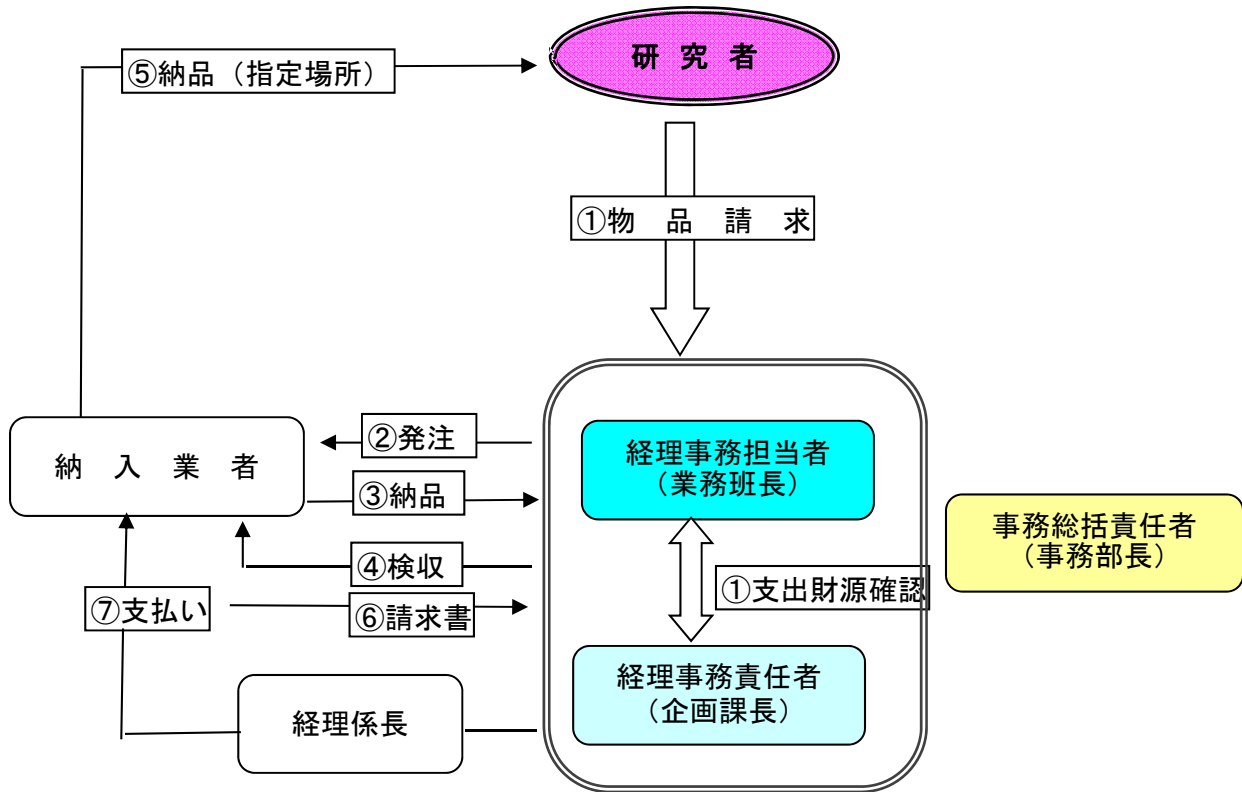 研 究 者
⑤納品（指定場所）
①物 品 請 求
②発注
納 入 業 者
③納品
経理事務担当者
（業務班長）
事務総括責任者
（事務部長）
④検収
①支出財源確認
⑦支払い
⑥請求書
経理事務責任者
（企画課長）
経理係長